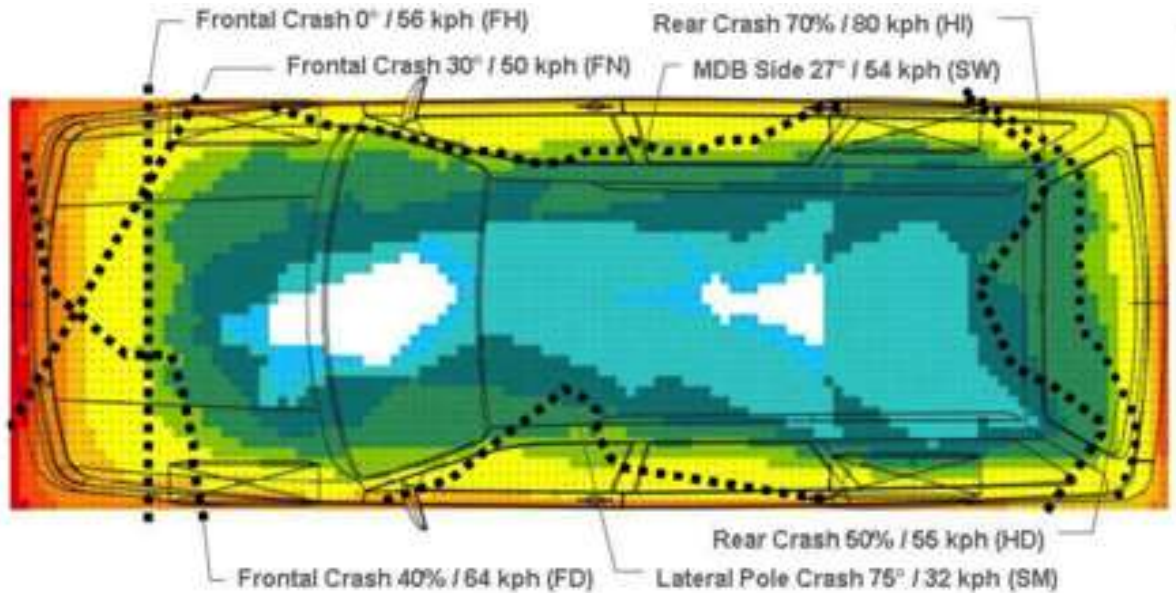 Frontal Crash 0° / 56 kph (FH)
Rear Crash 70% / 80 kph (HI)
Frontal Crash 30° / 50 kph (FN)
MDB Side 27° / 54 kph (SW)
Rear Crash 50% / 55 kph (HD)
Frontal Crash 40% / 64 kph (FD)
Lateral Pole Crash 75° / 32 kph (SM)